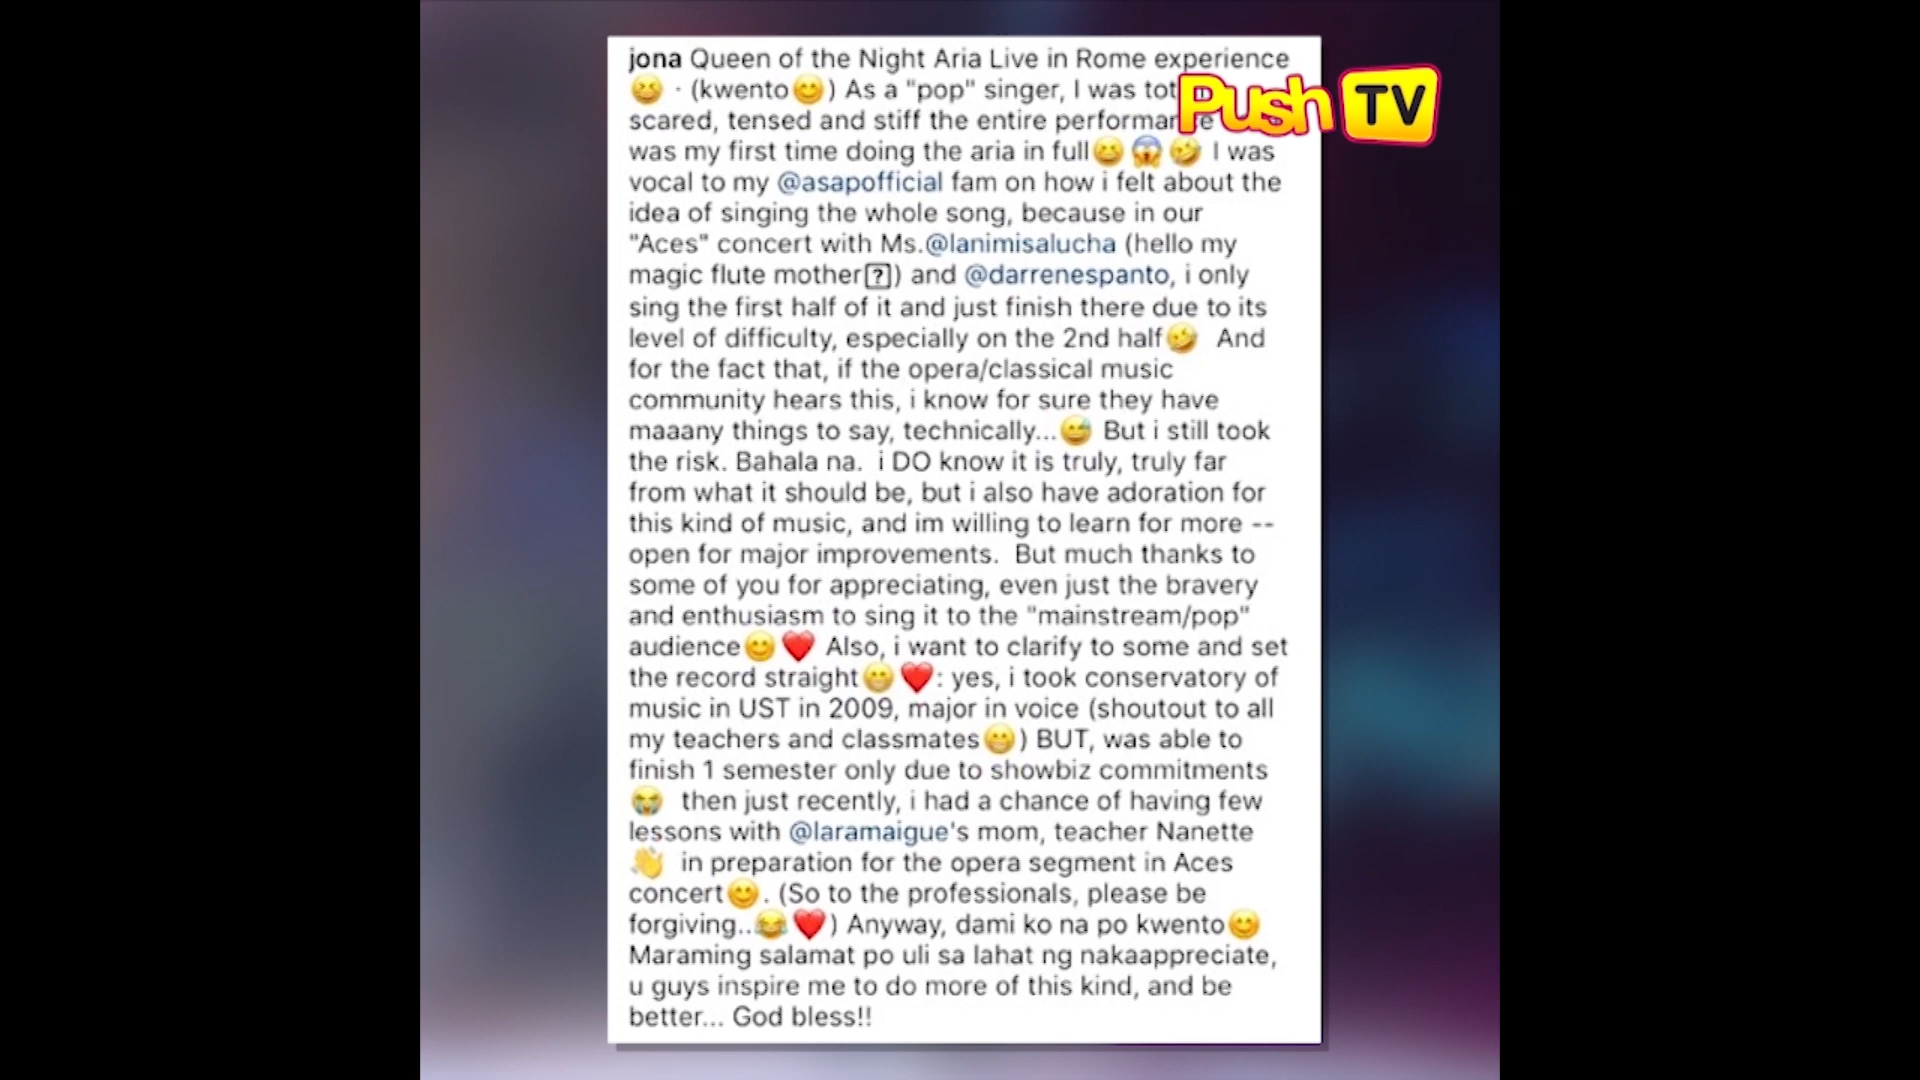 jona Queen of the Night Aria Live in Rome experience
😆 · (kwento😊) As a "pop" singer, I was
Push TV
scared, tensed and stiff the entire
was my first time doing the aria in full😆😱🤣 I was
vocal to my @asapofficial fam on how i felt about the
idea of singing the whole song, because in our
"Aces" concert with Ms.@lanimisalucha (hello my
magic flute mother) and @darrenespanto, i only
sing the first half of it and just finish there due to its
level of difficulty, especially on the 2nd half🤣 And
for the fact that, if the opera/classical music
community hears this, i know for sure they have
maaany things to say, technically...😅 But i still took
the risk. Bahala na. i DO know it is truly, truly far
from what it should be, but i also have adoration for
this kind of music, and im willing to learn for more --
open for major improvements. But much thanks to
some of you for appreciating, even just the bravery
and enthusiasm to sing it to the "mainstream/pop"
audience😊❤️ Also, i want to clarify to some and set
the record straight😁❤️: yes, i took conservatory of
music in UST in 2009, major in voice (shoutout to all
my teachers and classmates😁) BUT, was able to
finish 1 semester only due to showbiz commitments
😭 then just recently, i had a chance of having few
lessons with @laramaigue's mom, teacher Nanette
👏 in preparation for the opera segment in Aces
concert😊. (So to the professionals, please be
forgiving..😂❤️) Anyway, dami ko na po kwento😊
Maraming salamat po uli sa lahat ng nakaappreciate,
u guys inspire me to do more of this kind, and be
better... God bless!!